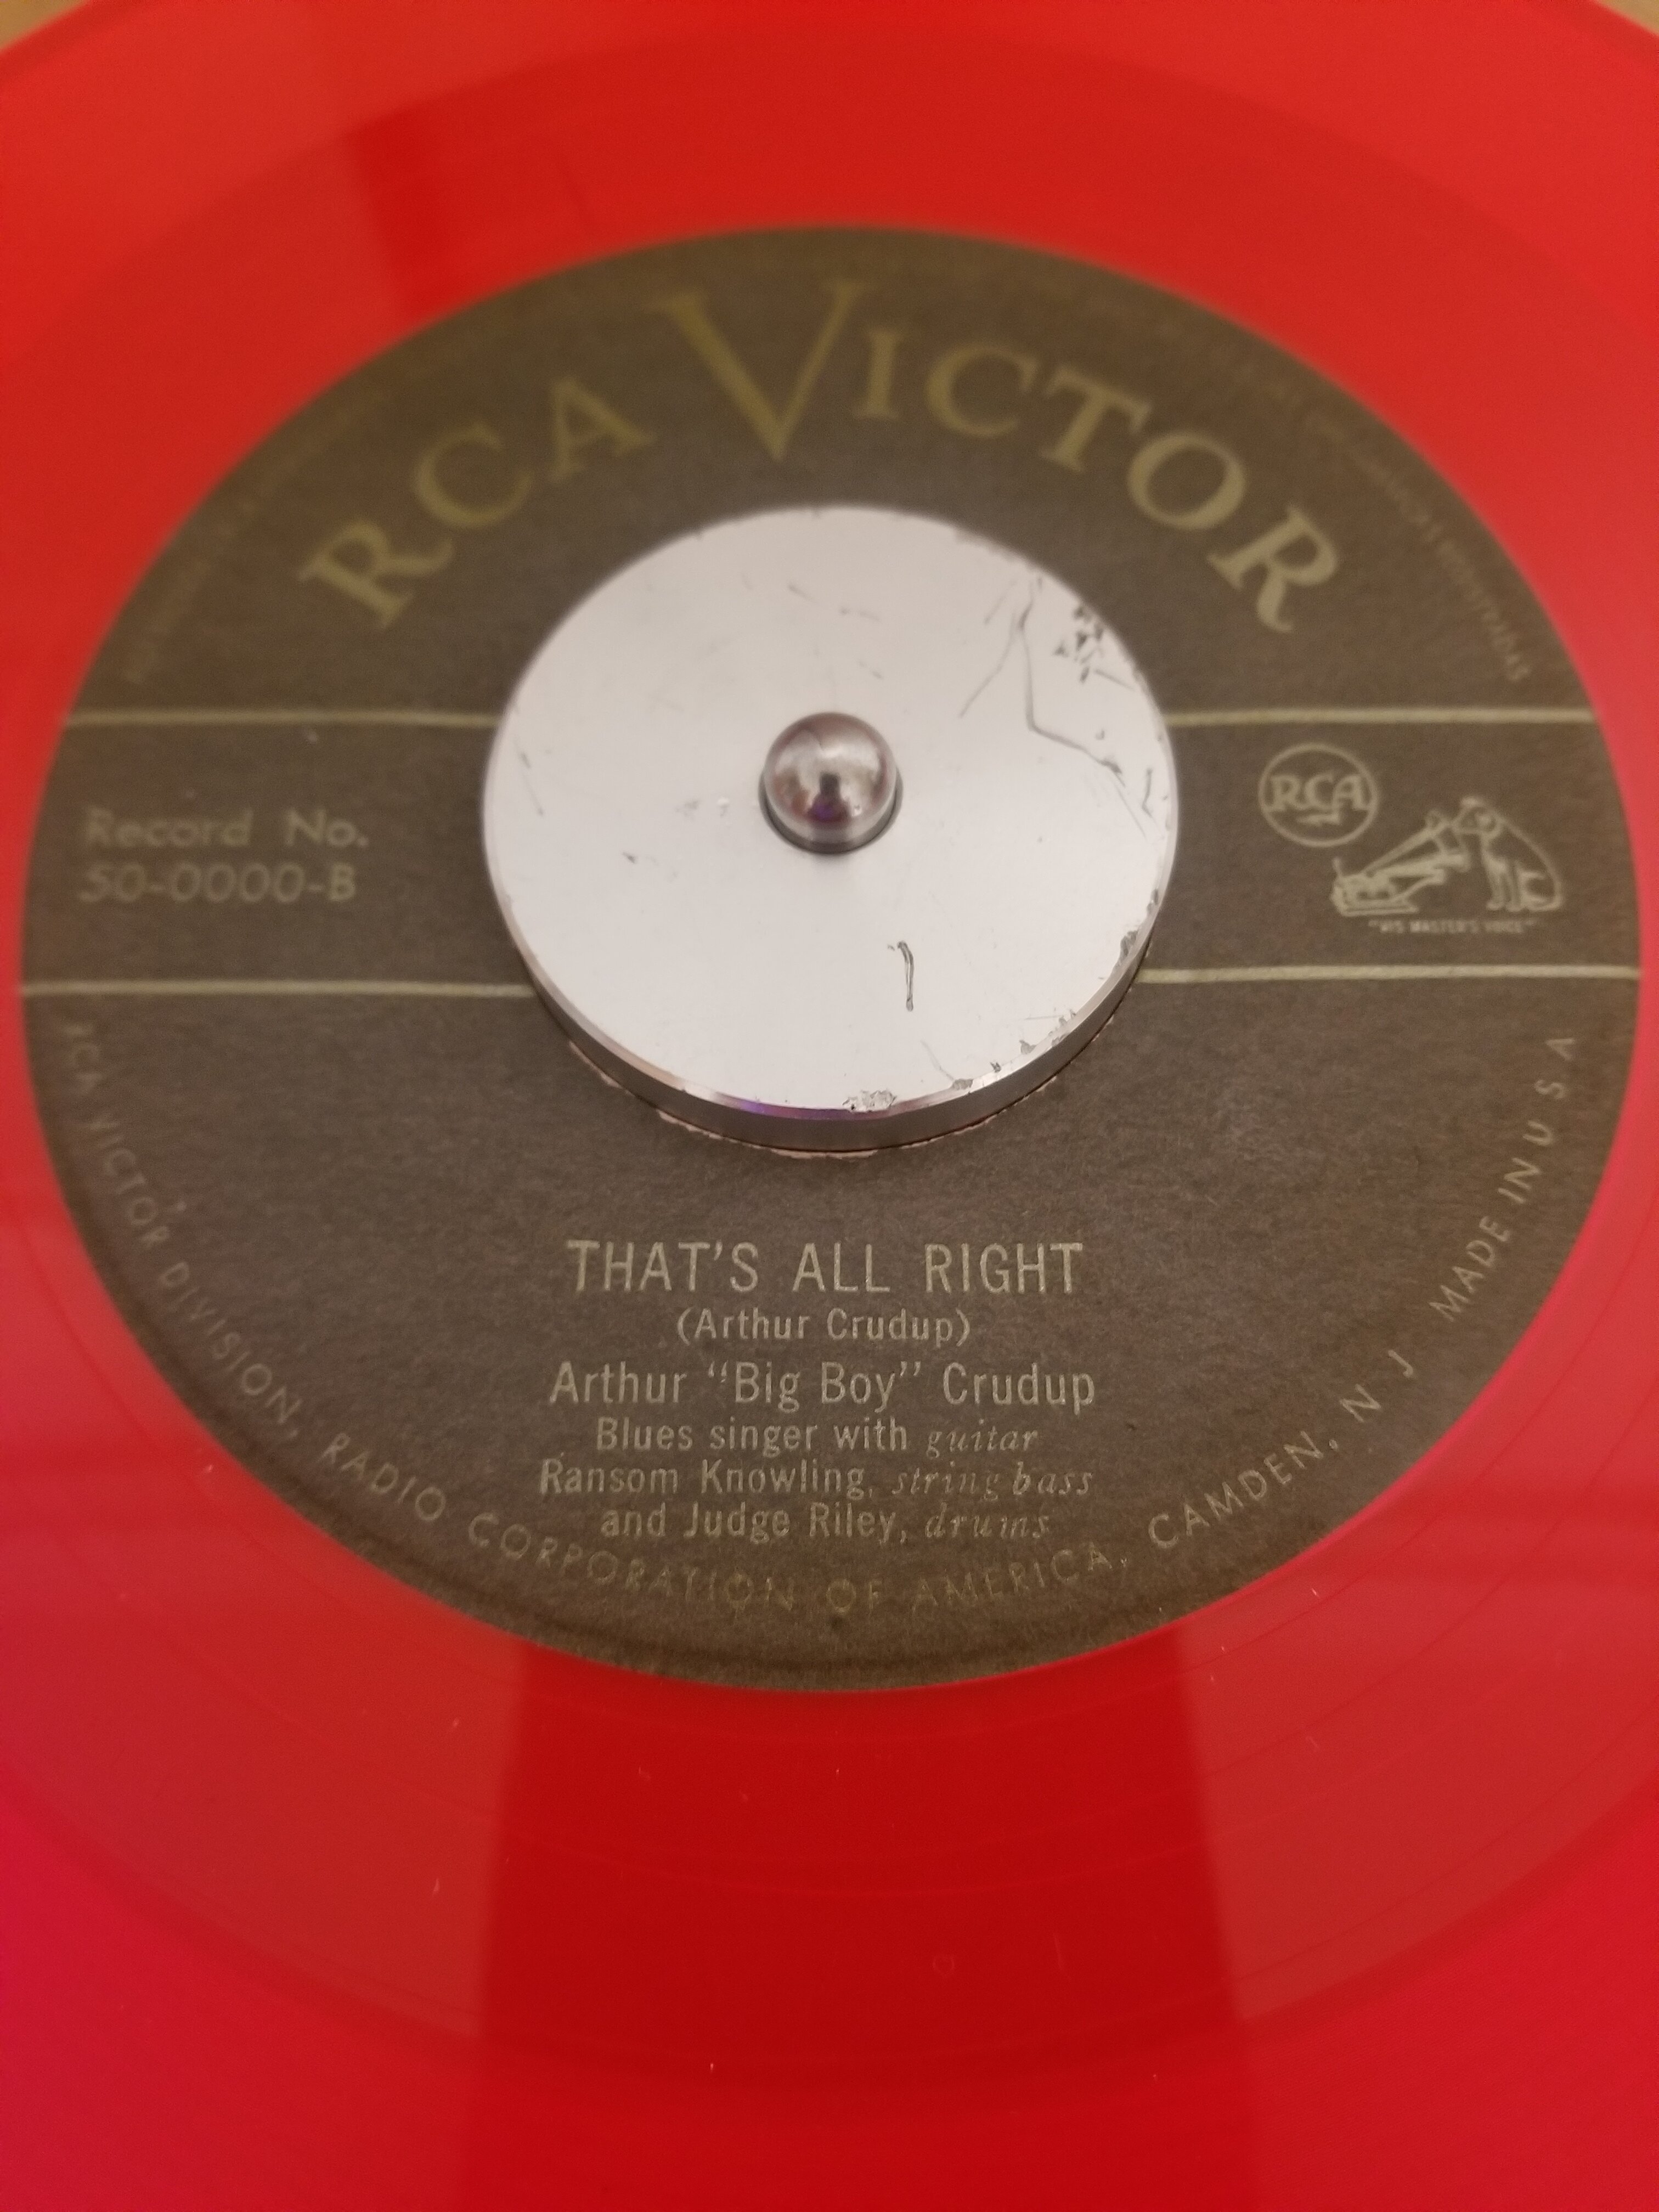 RCA VICTOR
Record No.
50-0000-B
RCA
"HIS MASTER'S VOICE"
THAT'S ALL RIGHT
(Arthur Crudup)
Arthur “Big Boy” Crudup
Blues singer with guitar
Ransom Knowling, string bass
and Judge Riley, drums
RCA VICTOR DIVISION, RADIO CORPORATION OF AMERICA, CAMDEN, N J MADE IN U S A